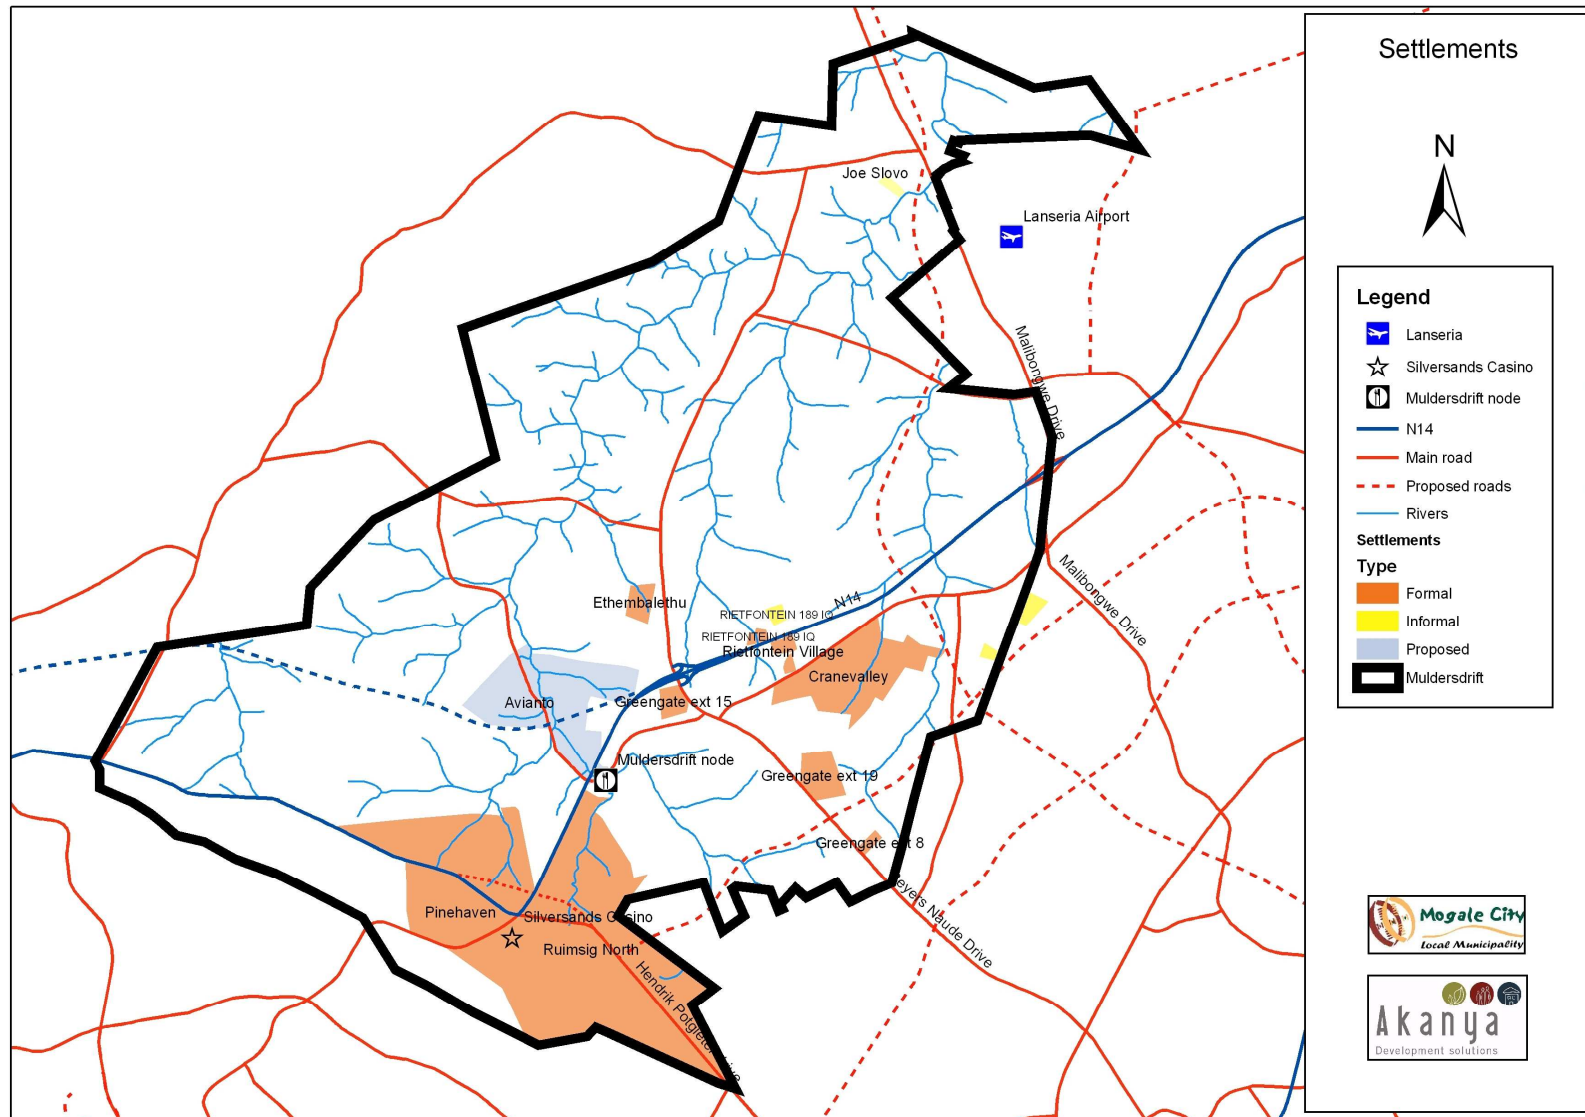 Settlements
N
Joe Slovo
Lanseria Airport
Malibongwe Drive
Legend
Lanseria
Silversands Casino
Muldersdrift node
N14
Main road
Proposed roads
Rivers
Settlements
Type
Formal
Informal
Proposed
Muldersdrift
Malibongwe Drive
Ethembalethu
N14
RIETFONTEIN 189 IQ
RIETFONTEIN 189 IQ
Rietfontein Village
Cranevalley
Avianto
Greengate ext 15
Muldersdrift node
Greengate ext 19
Greengate ext 8
Beyers Naude Drive
Pinehaven
Silversands Casino
Ruimsig North
Hendrik Potgieter Drive
Mogale City
Local Municipality
Akanya
Development solutions